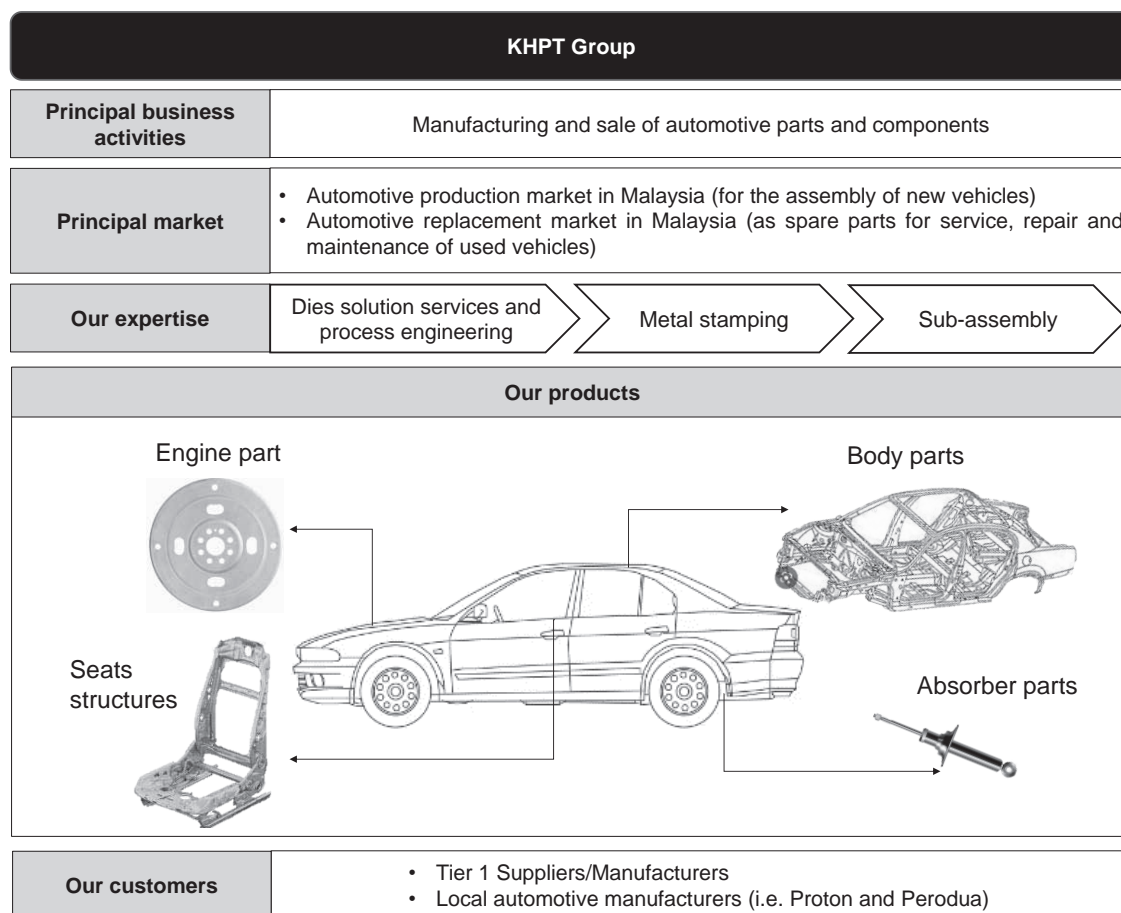 KHPT Group
Principal business
activities
Manufacturing and sale of automotive parts and components
Principal market
• Automotive production market in Malaysia (for the assembly of new vehicles)
• Automotive replacement market in Malaysia (as spare parts for service, repair and
maintenance of used vehicles)
Our expertise
Dies solution services and
process engineering
Metal stamping
Sub-assembly
Our products
Engine part
Body parts
Seats
structures
Absorber parts
Our customers
• Tier 1 Suppliers/Manufacturers
• Local automotive manufacturers (i.e. Proton and Perodua)